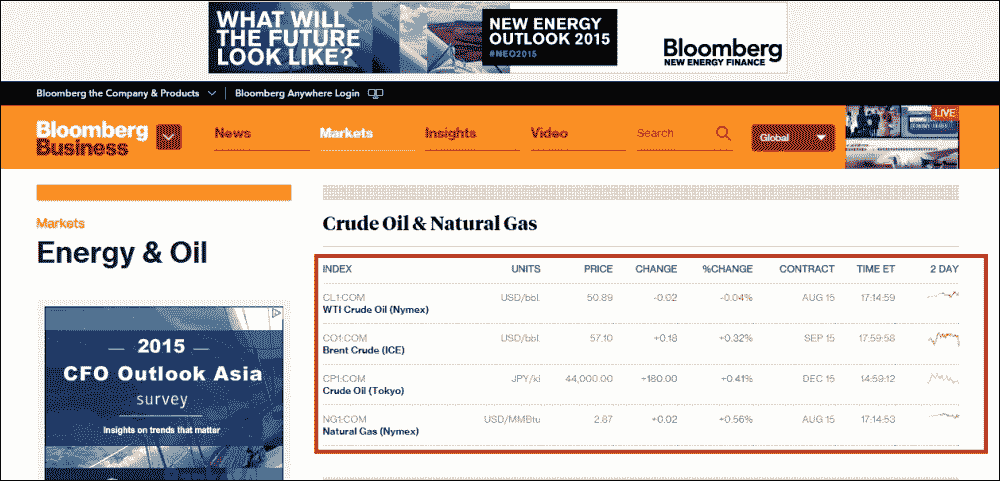 WHAT WILL
THE FUTURE
LOOK LIKE?
NEW ENERGY
OUTLOOK 2015
#NEO2015
Bloomberg
NEW ENERGY FINANCE
Bloomberg the Company & Products
Bloomberg Anywhere Login
Bloomberg
Business
News
Markets
Insights
Video
Search
Global
LIVE
Markets
Energy & Oil
2015
CFO Outlook Asia
survey
Insights on trends that matter
Crude Oil & Natural Gas
INDEX UNITS PRICE CHANGE %CHANGE CONTRACT TIME ET 2 DAY
CL1:COM USD/bbl. 50.89 -0.02 -0.04% AUG 15 17:14:59
WTI Crude Oil (Nymex)
CO1:COM USD/bbl. 57.10 +0.18 +0.32% SEP 15 17:59:58
Brent Crude (ICE)
CP1:COM JPY/kl 44,000.00 +180.00 +0.41% DEC 15 14:59:12
Crude Oil (Tokyo)
NG1:COM USD/MMBtu 2.87 +0.02 +0.56% AUG 15 17:14:53
Natural Gas (Nymex)